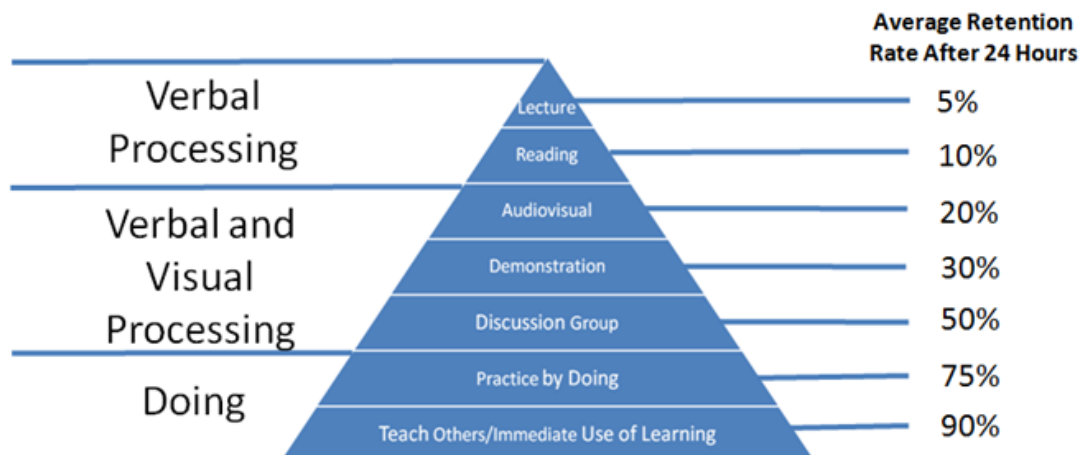 Average Retention
Rate After 24 Hours
Verbal
Processing
Lecture
5%
Reading
10%
Verbal and
Visual
Processing
Audiovisual
20%
Demonstration
30%
Discussion Group
50%
Doing
Practice by Doing
75%
Teach Others/Immediate Use of Learning
90%